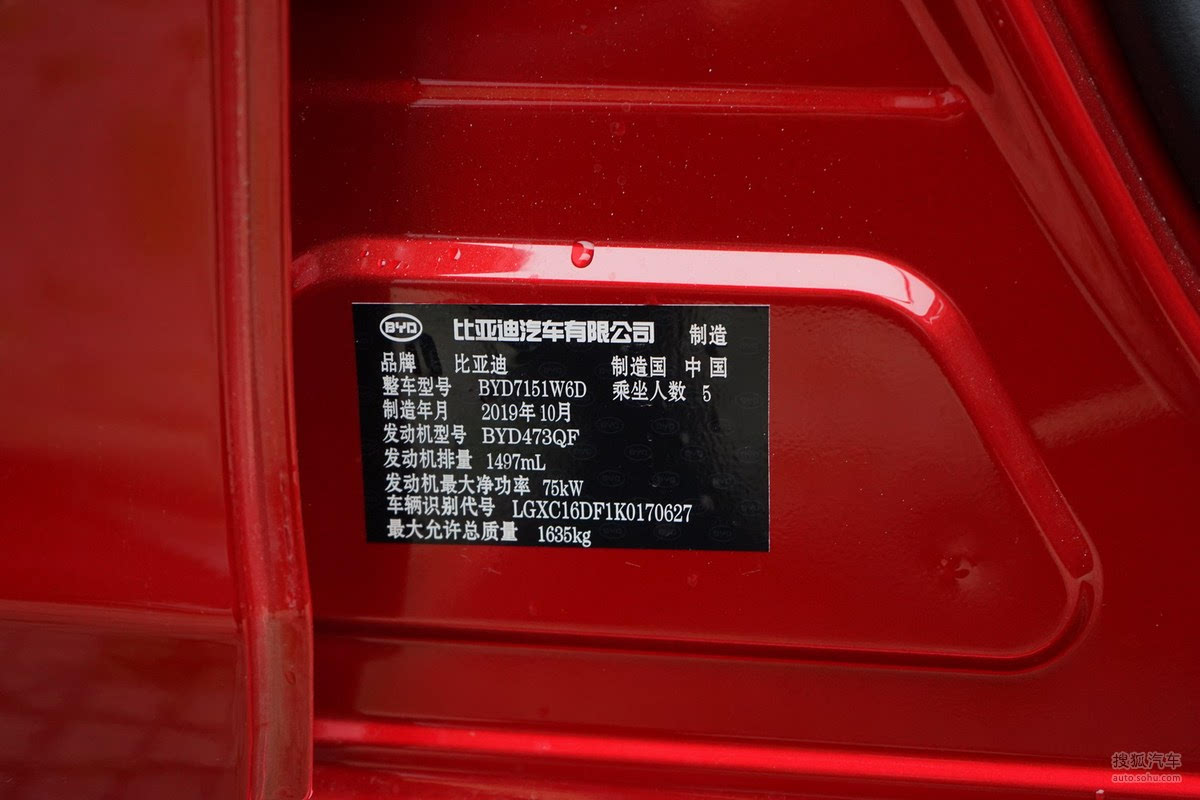 BYD 比亚迪汽车有限公司 制造
品牌 比亚迪 制造国 中国
整车型号 BYD7151W6D 乘坐人数 5
制造年月 2019年10月
发动机型号 BYD473QF
发动机排量 1497mL
发动机最大净功率 75kW
车辆识别代号 LGXC16DF1K0170627
最大允许总质量 1635kg
搜狐汽车
auto.sohu.com